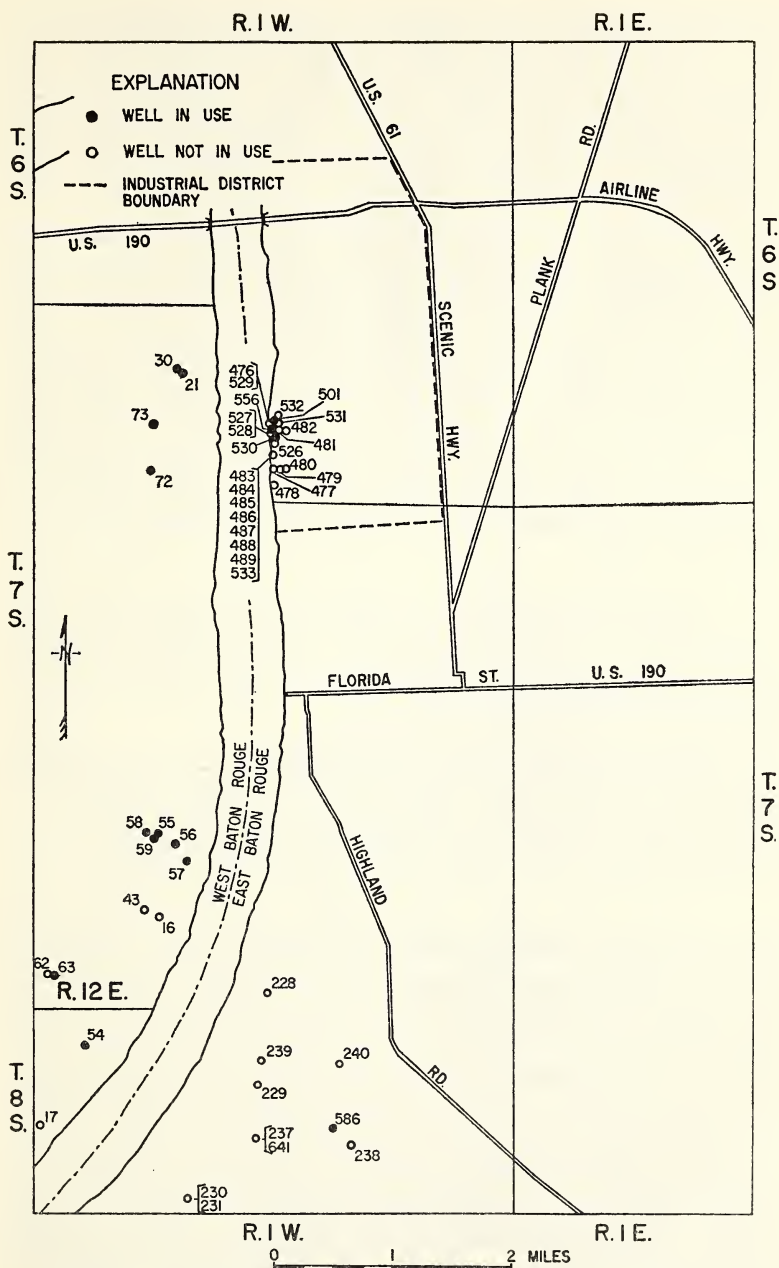 R. I W.
R. I E.
EXPLANATION
WELL IN USE
WELL NOT IN USE
INDUSTRIAL DISTRICT
BOUNDARY
T.
6
S.
U.S. 61
PLANK RD.
AIRLINE HWY.
T.
6
S
U.S. 190
SCENIC HWY.
30
21
73
72
476
529
556
527
528
530
532
501
531
482
481
526
480
479
477
478
483
484
485
486
487
488
489
533
T.
7
S.
N
FLORIDA ST.
U.S. 190
WEST BATON ROUGE
EAST BATON ROUGE
HIGHLAND RD.
T.
7
S.
58
55
59
56
57
43
16
62
63
R. 12 E.
54
17
T.
8
S.
228
239
240
229
237
641
586
238
230
231
R. I W.
R. I E.
0 1 2 MILES